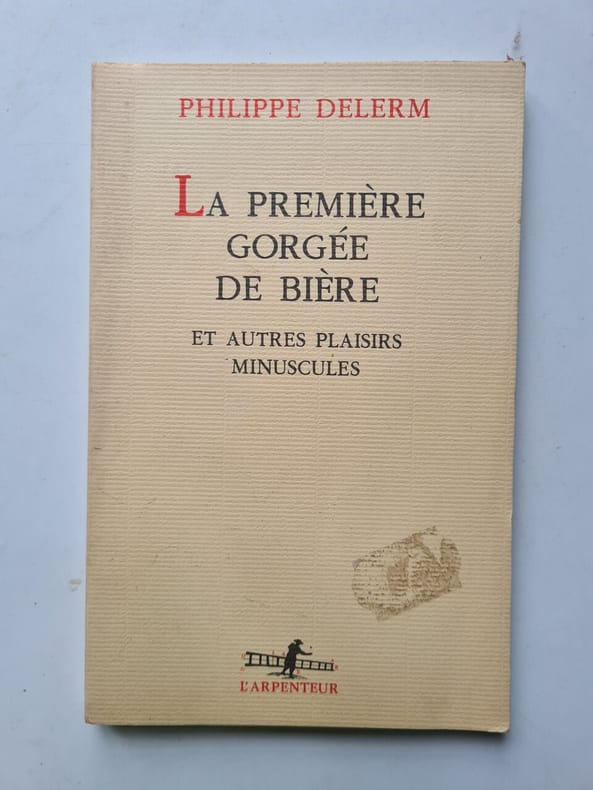 PHILIPPE DELERM
LA PREMIÈRE
GORGÉE
DE BIÈRE
ET AUTRES PLAISIRS
MINUSCULES
L'ARPENTEUR